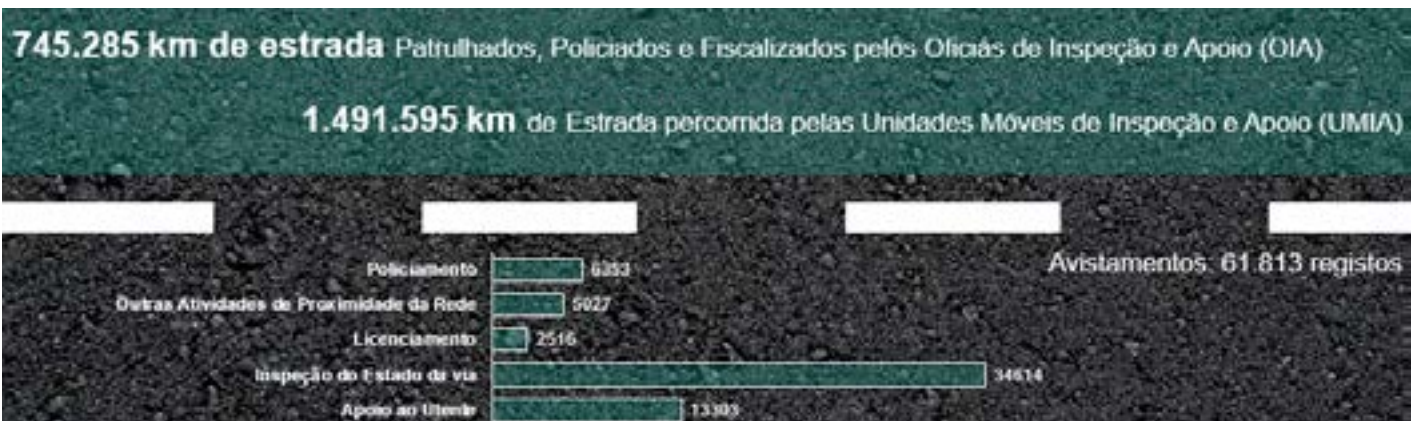 745.285 km de estrada Patrulhados, Policiados e Fiscalizados pelos Oficiás de Inspeção e Apoio (OIA)
1.491.595 km de Estrada percorrida pelas Unidades Móveis de Inspeção e Apoio (UMIA)
Avistamentos: 61.813 registos
Policiamento 6353
Outras Atividades de Proximidade da Rede 5027
Licenciamento 2516
Inspeção do Estado da via 34614
Apoio ao Utente 13303